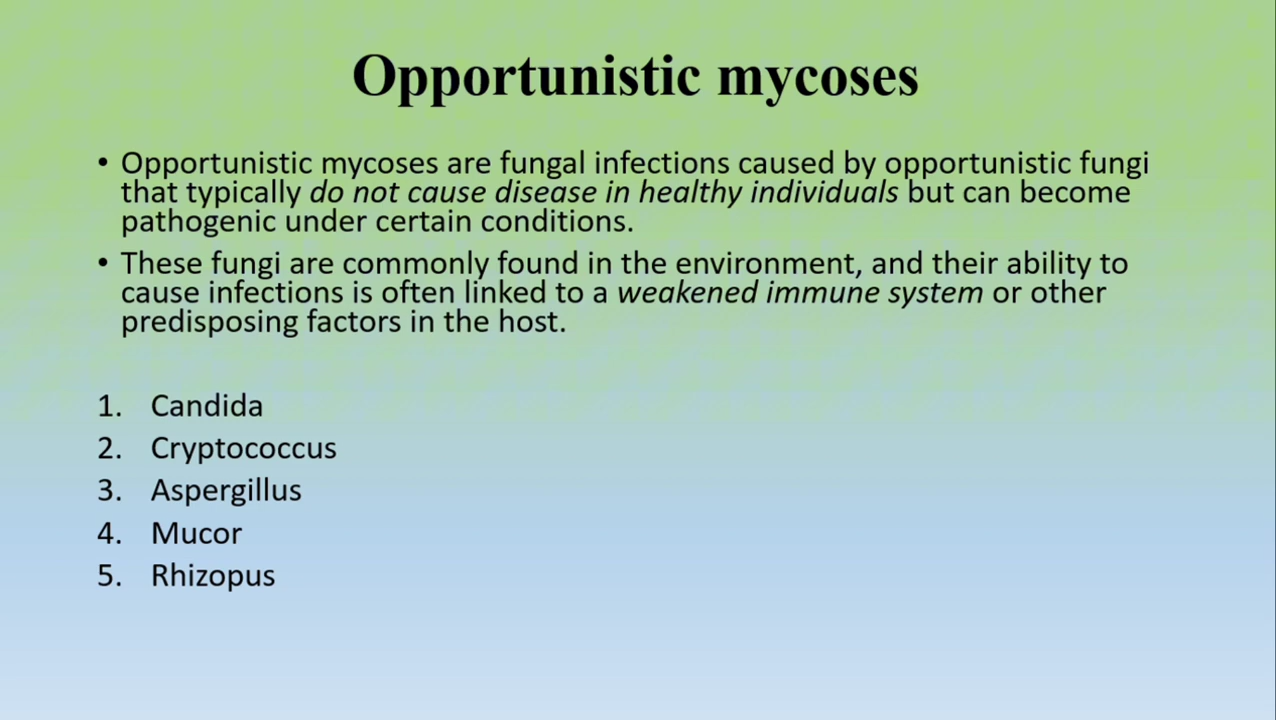 Opportunistic mycoses
• Opportunistic mycoses are fungal infections caused by opportunistic fungi
that typically do not cause disease in healthy individuals but can become
pathogenic under certain conditions.
• These fungi are commonly found in the environment, and their ability to
cause infections is often linked to a weakened immune system or other
predisposing factors in the host.
1. Candida
2. Cryptococcus
3. Aspergillus
4. Mucor
5. Rhizopus